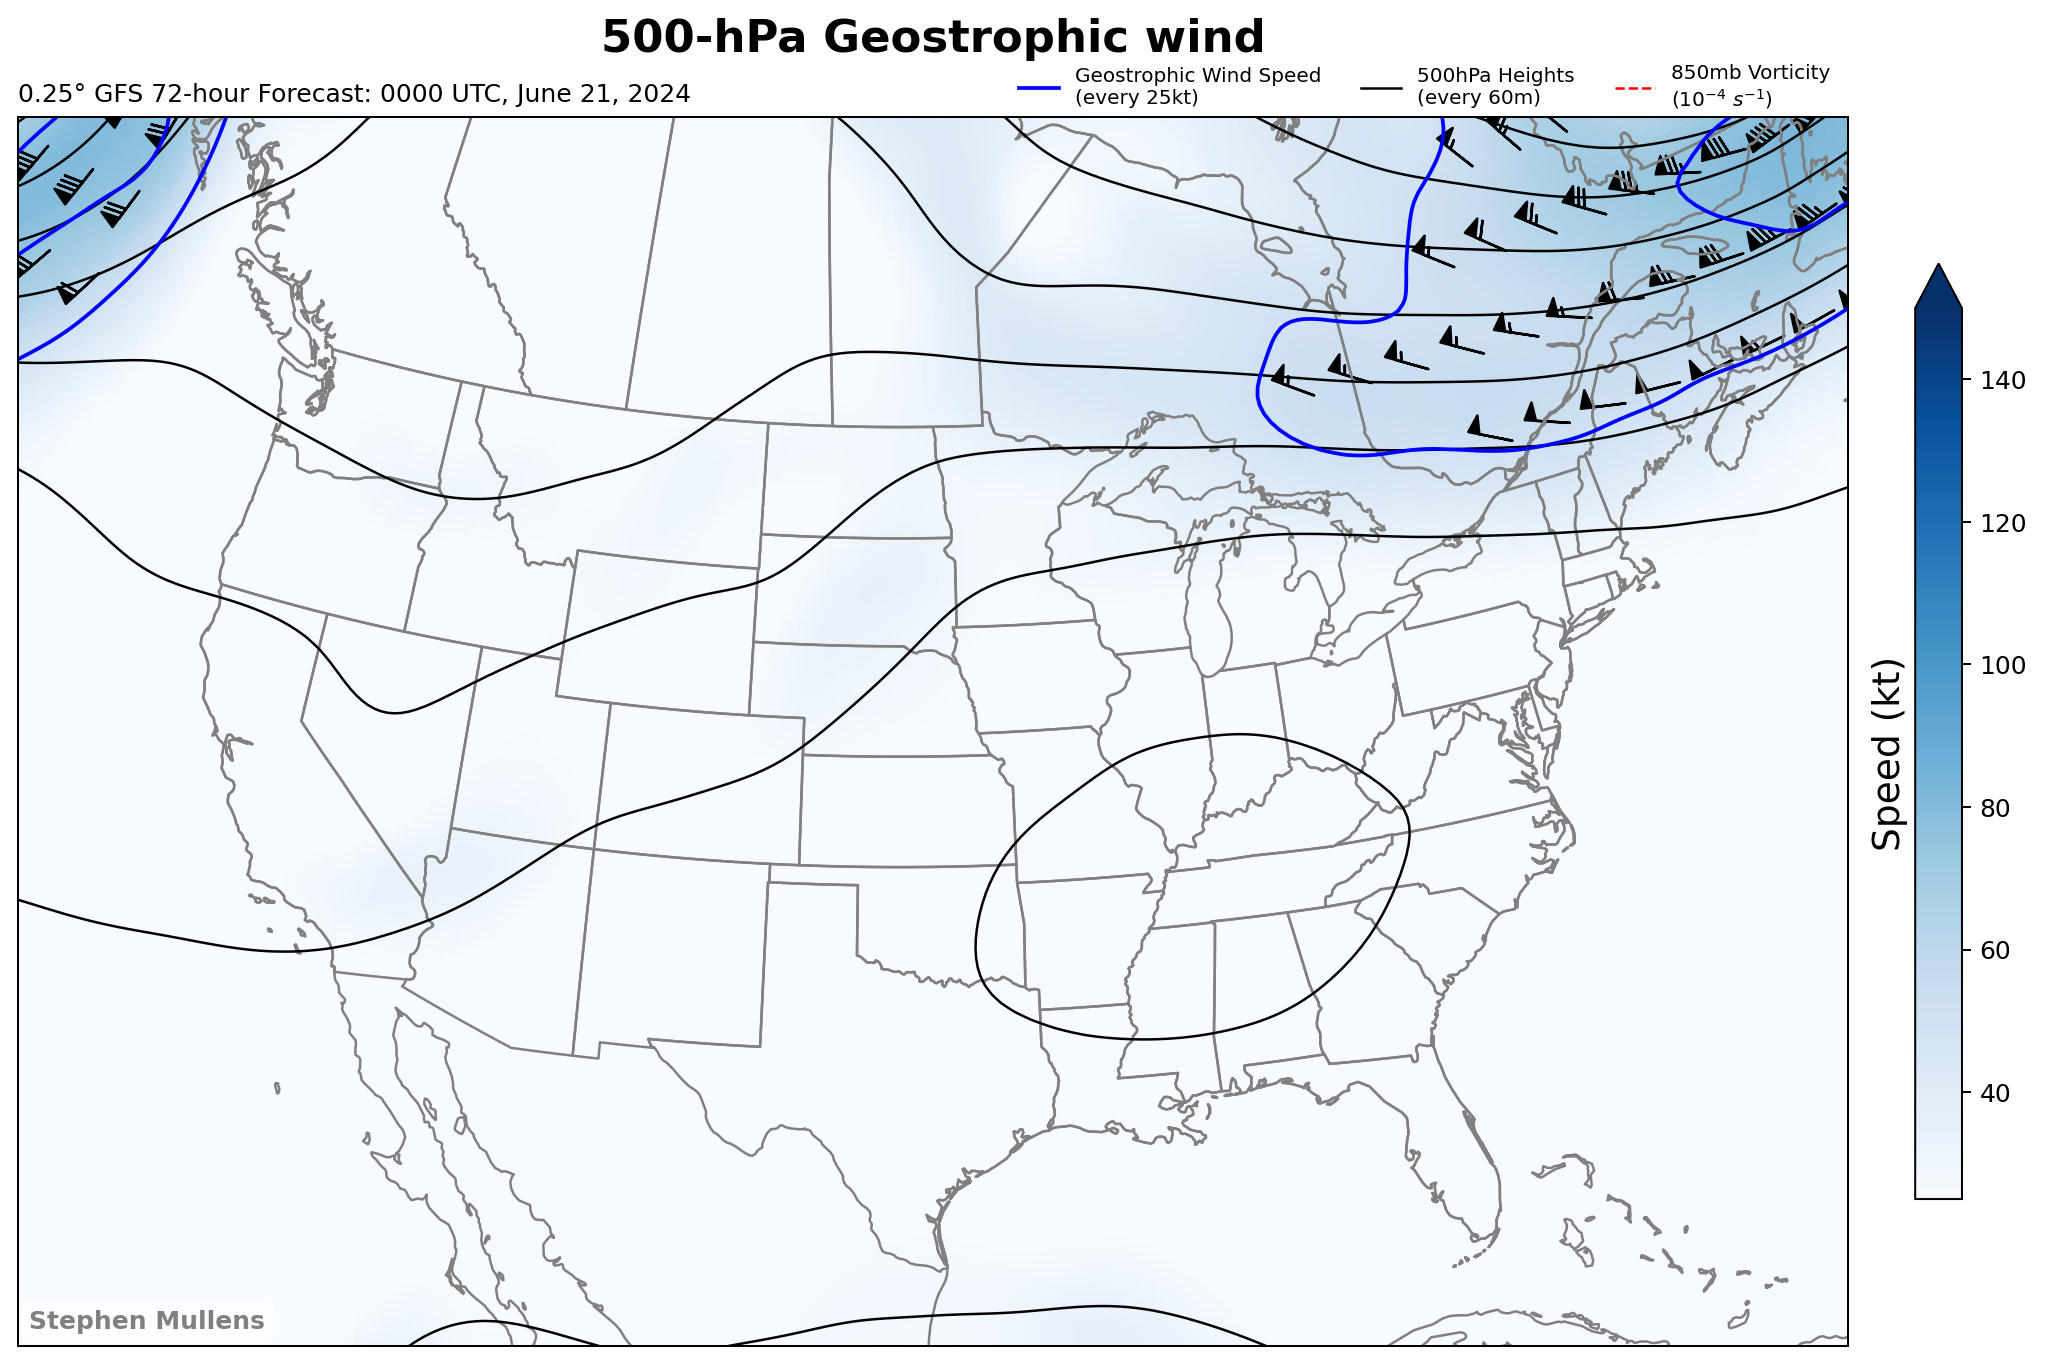 500-hPa Geostrophic wind
0.25° GFS 72-hour Forecast: 0000 UTC, June 21, 2024
Geostrophic Wind Speed
(every 25kt)
500hPa Heights
(every 60m)
850mb Vorticity
(10⁻⁴ s⁻¹)
140
120
100
80
60
40
Speed (kt)
Stephen Mullens